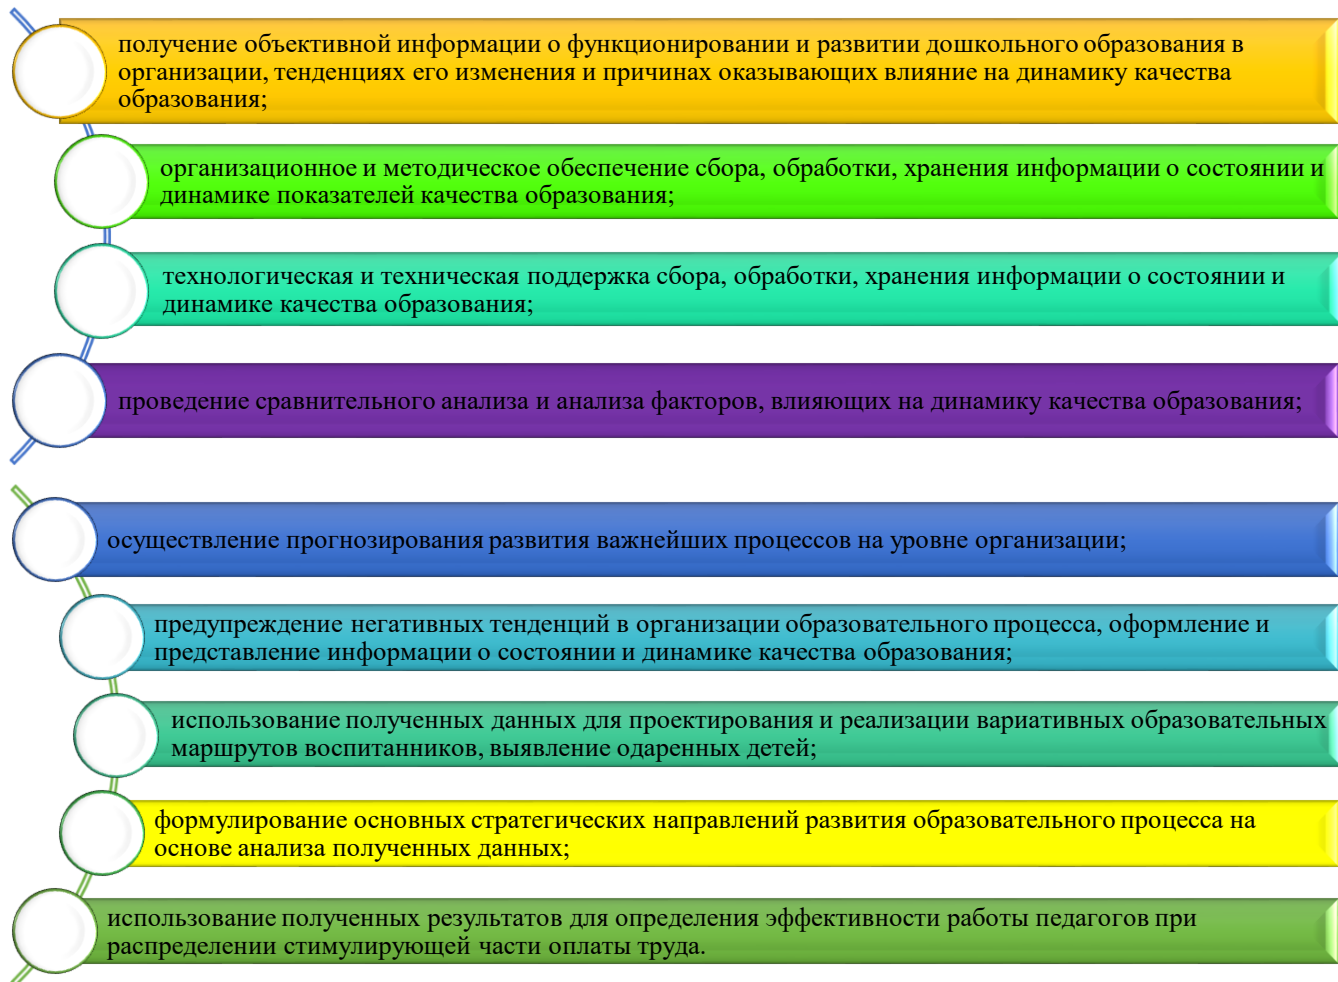 получение объективной информации о функционировании и развитии дошкольного образования в
организации, тенденциях его изменения и причинах оказывающих влияние на динамику качества
образования;
организационное и методическое обеспечение сбора, обработки, хранения информации о состоянии и
динамике показателей качества образования;
технологическая и техническая поддержка сбора, обработки, хранения информации о состоянии и
динамике качества образования;
проведение сравнительного анализа и анализа факторов, влияющих на динамику качества образования;
осуществление прогнозирования развития важнейших процессов на уровне организации;
предупреждение негативных тенденций в организации образовательного процесса, оформление и
представление информации о состоянии и динамике качества образования;
использование полученных данных для проектирования и реализации вариативных образовательных
маршрутов воспитанников, выявление одаренных детей;
формулирование основных стратегических направлений развития образовательного процесса на
основе анализа полученных данных;
использование полученных результатов для определения эффективности работы педагогов при
распределении стимулирующей части оплаты труда.